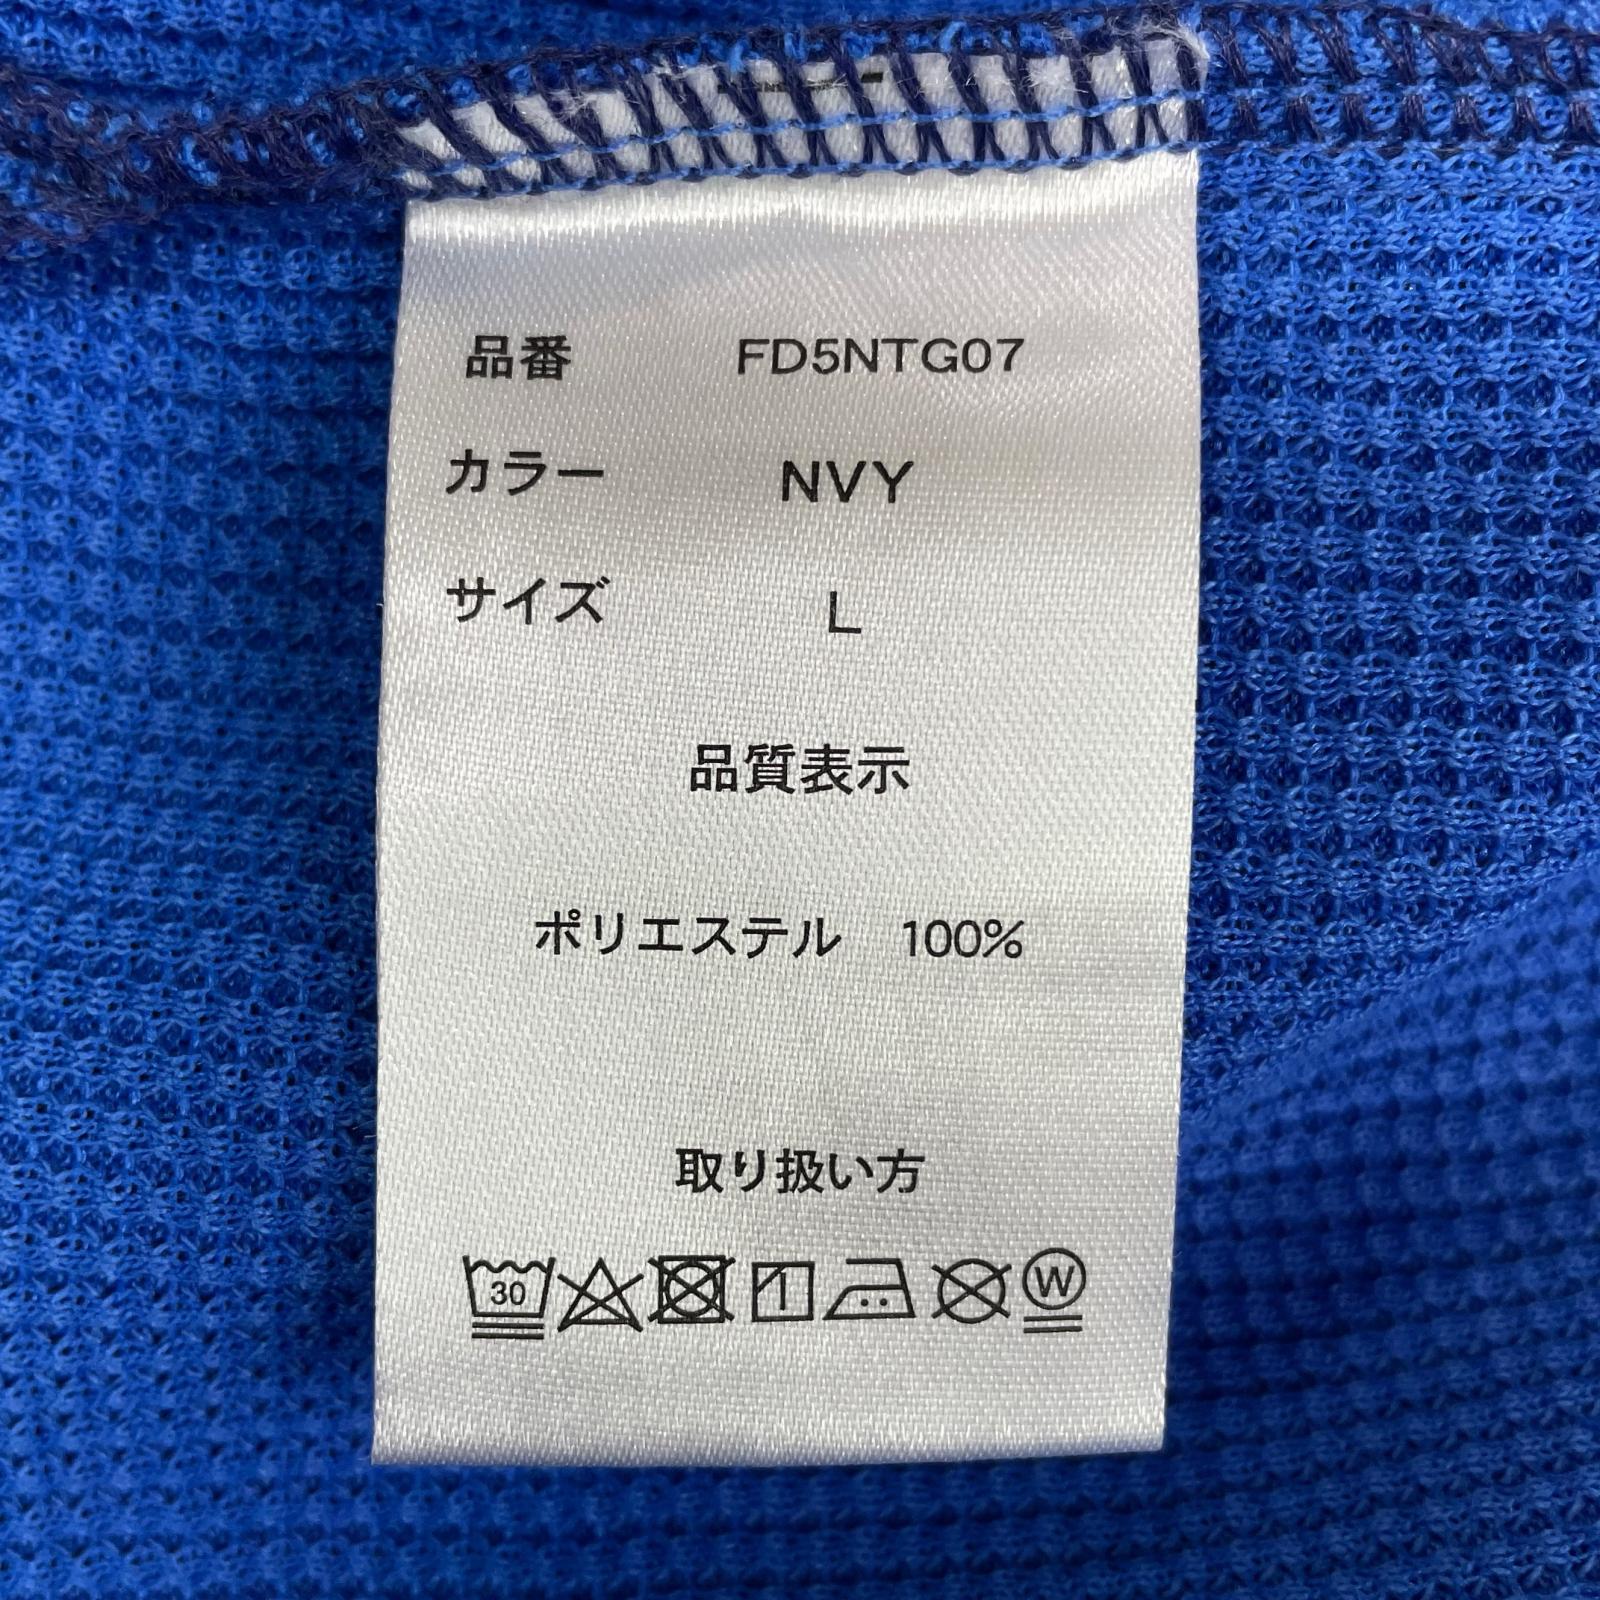 品番 FD5NTG07
カラー NVY
サイズ L
品質表示
ポリエステル 100%
取り扱い方
30 W